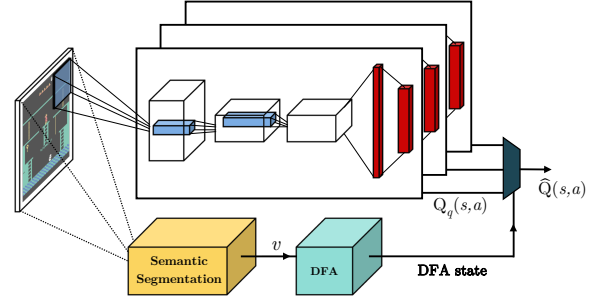 Q̂(s,a)
Q_q(s,a)
Semantic
Segmentation
v
DFA
DFA state